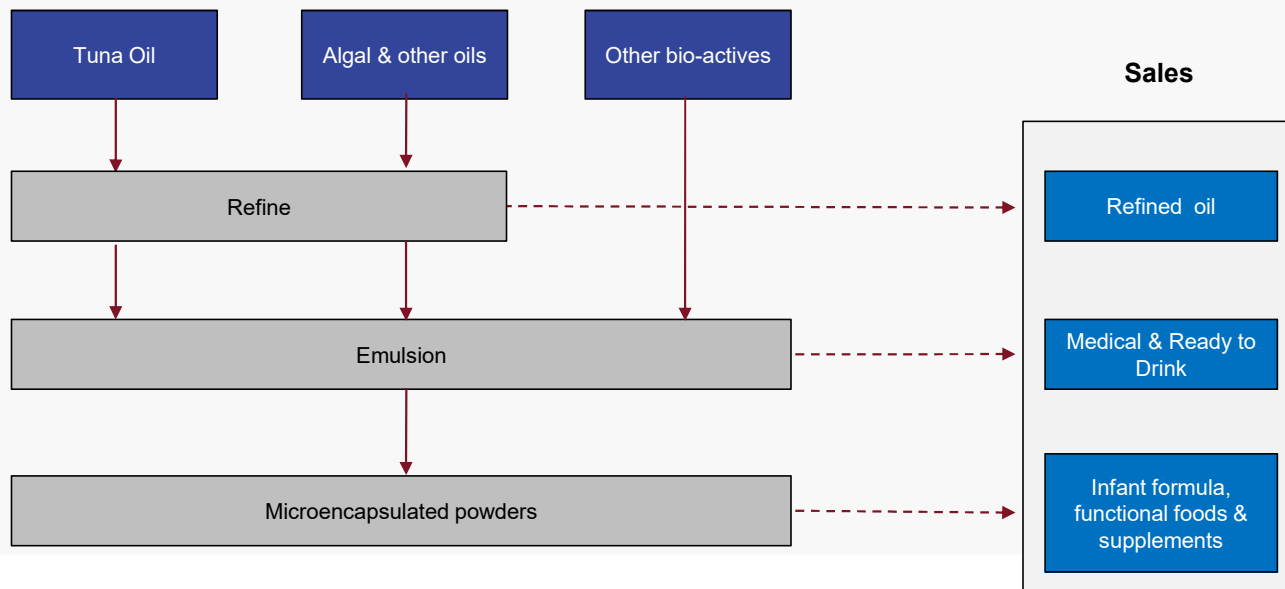 Tuna Oil
Algal & other oils
Other bio-actives
Sales
Refine
Refined oil
Emulsion
Medical & Ready to
Drink
Microencapsulated powders
Infant formula,
functional foods &
supplements